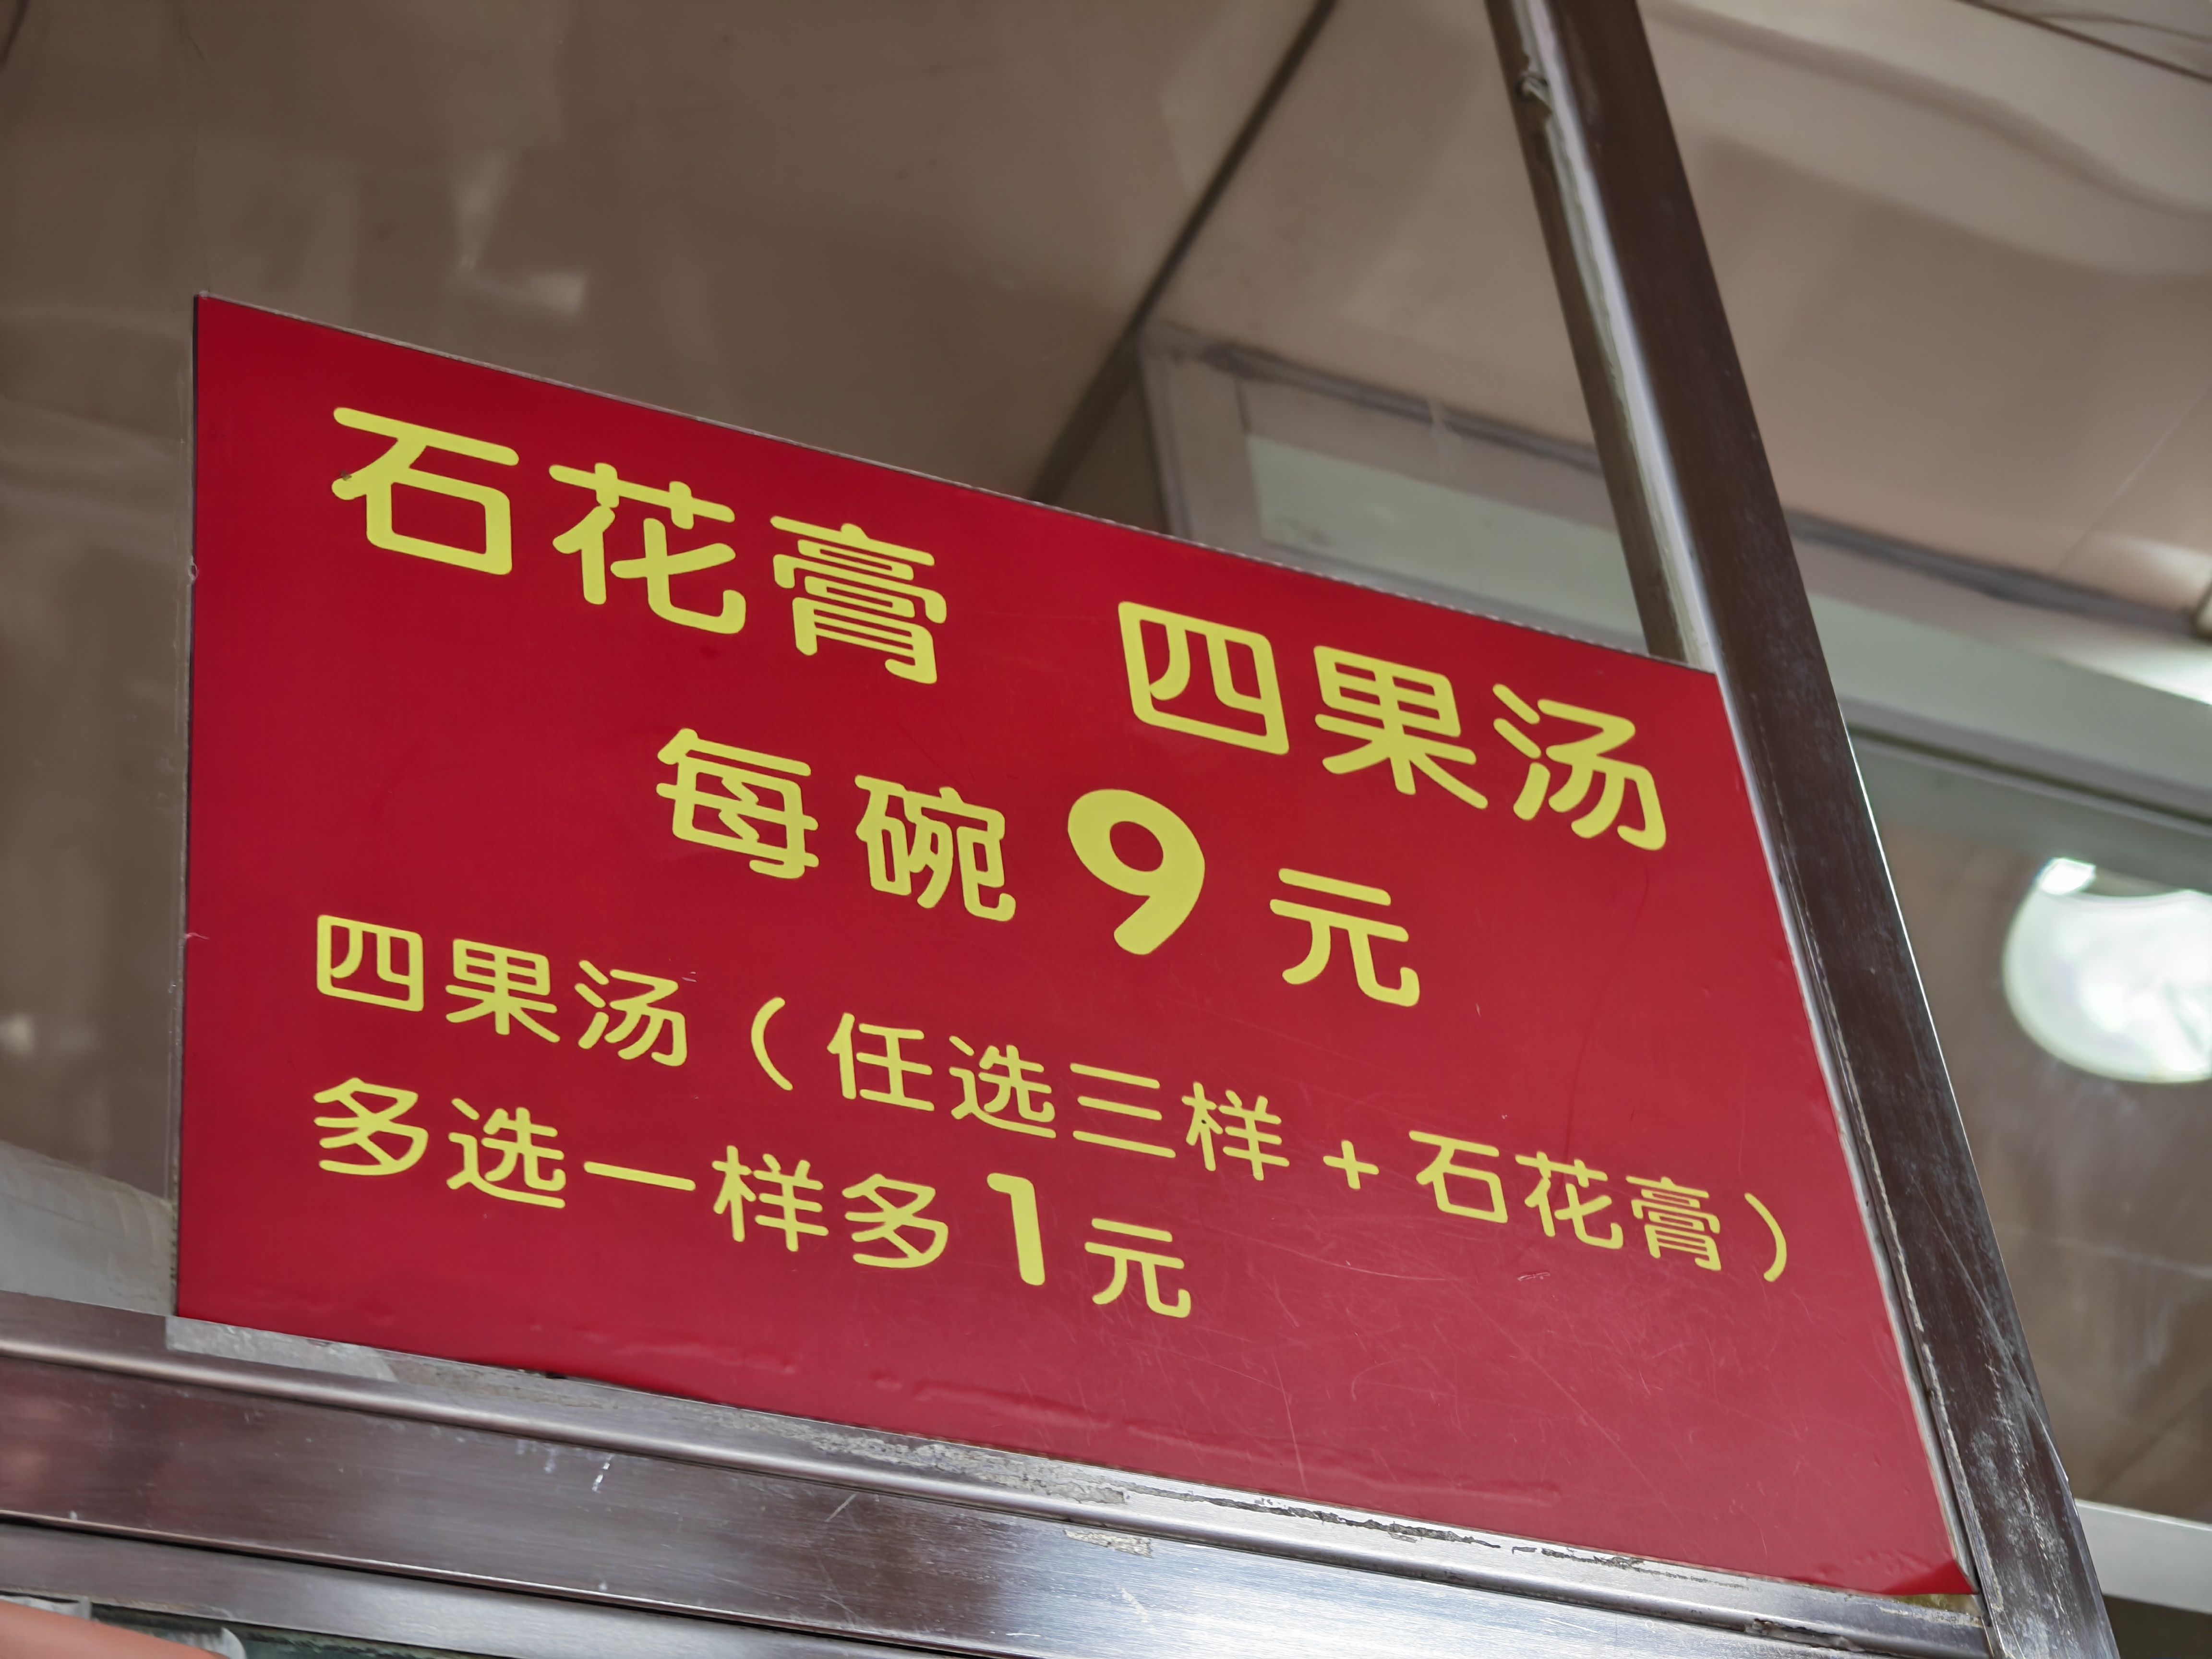 石花膏 四果汤
每碗9元
四果汤（任选三样+石花膏）
多选一样多1元